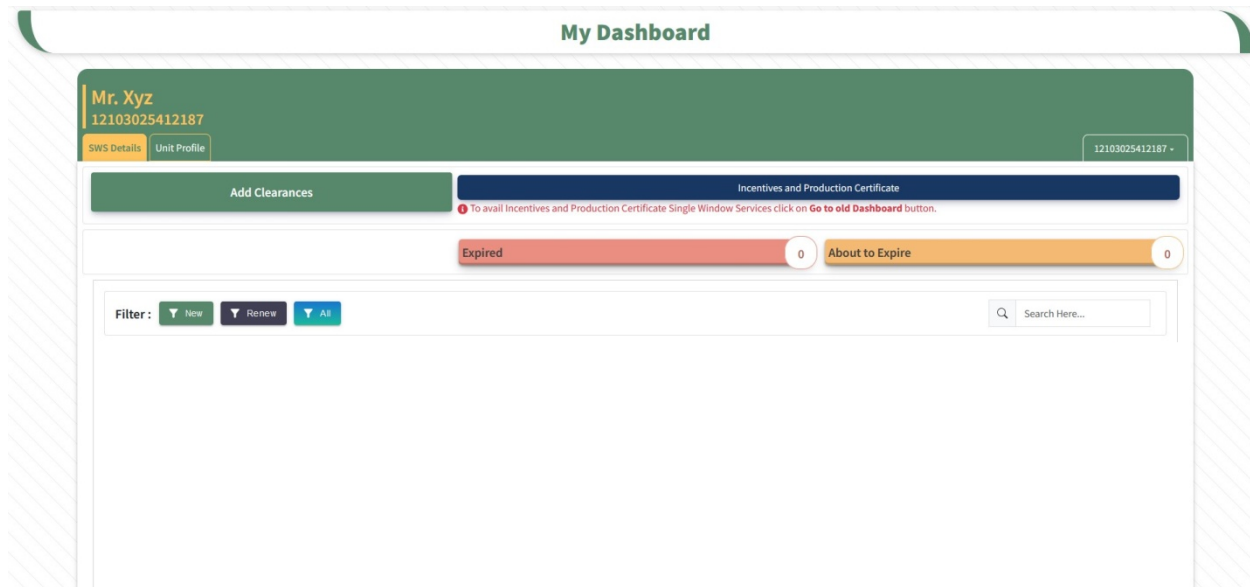 My Dashboard
Mr. Xyz
12103025412187
SWS Details Unit Profile
12103025412187
Add Clearances
Incentives and Production Certificate
To avail Incentives and Production Certificate Single Window Services click on Go to old Dashboard button.
Expired 0 About to Expire 0
Filter : New Renew All
Search Here...